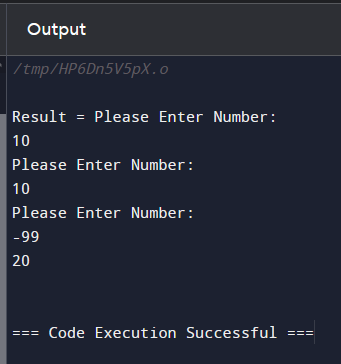 Output
/tmp/HP6Dn5V5pX.o
Result = Please Enter Number:
10
Please Enter Number:
10
Please Enter Number:
-99
20
=== Code Execution Successful ===